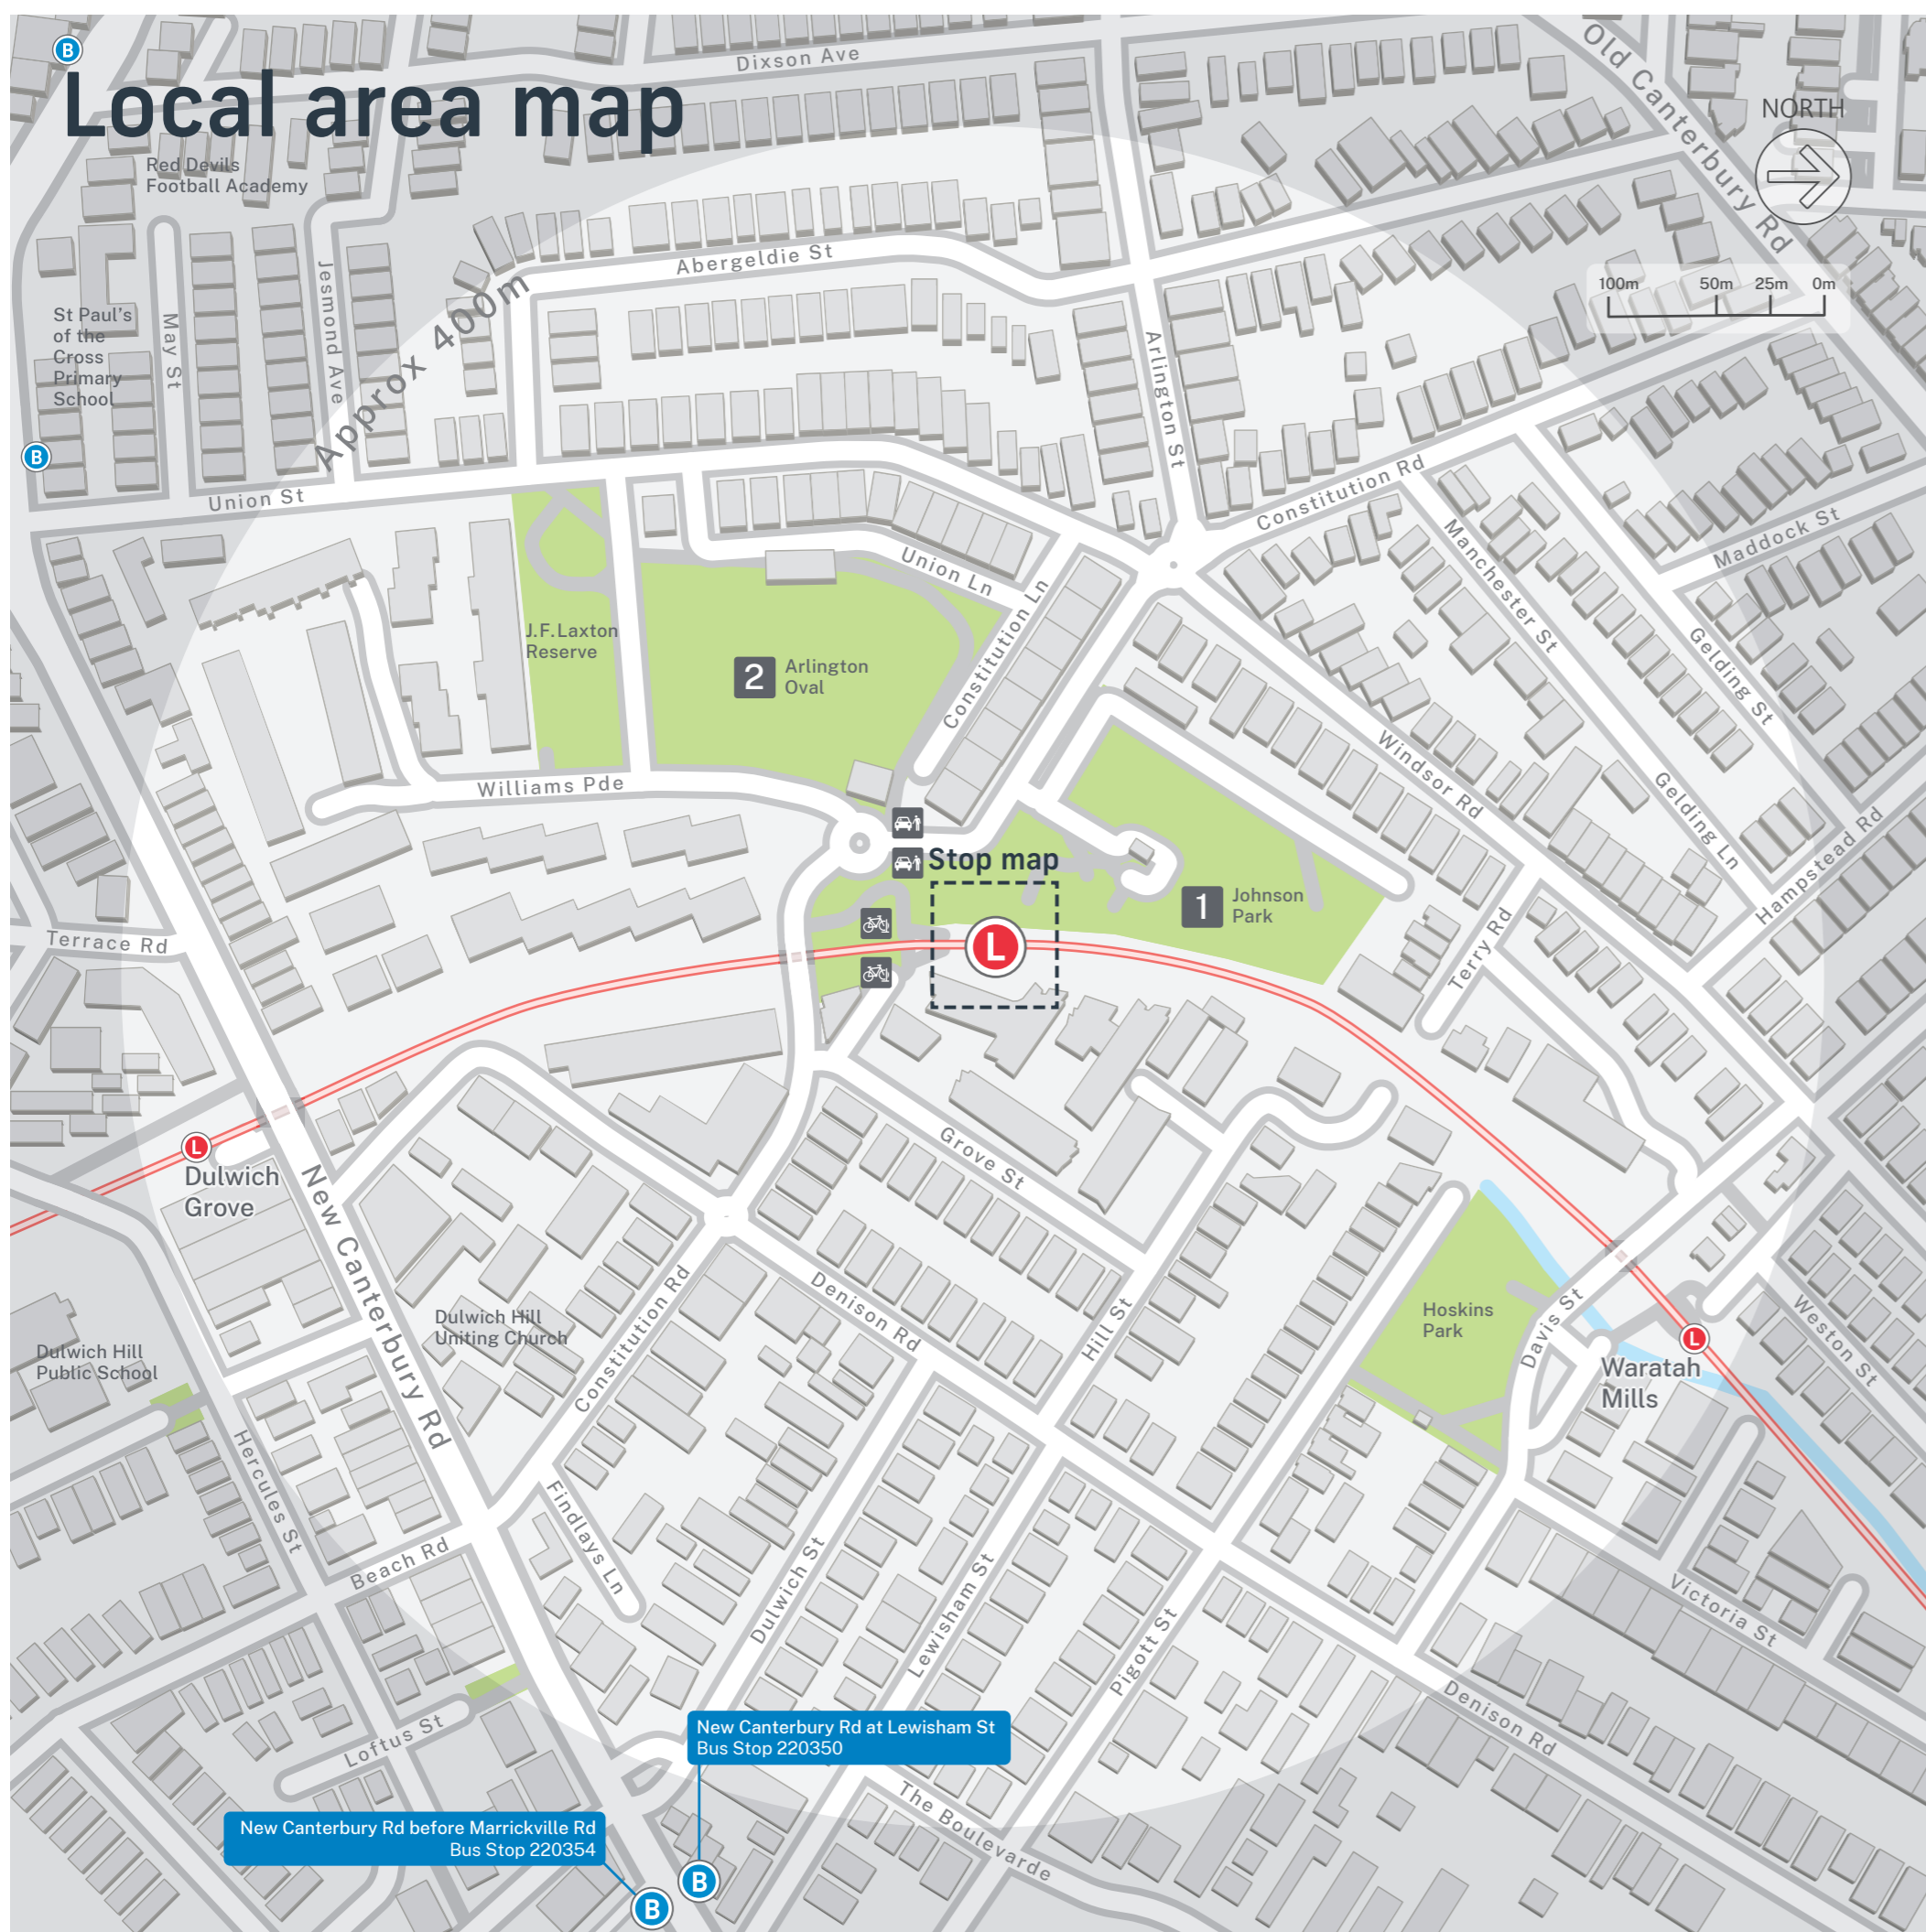 B
Local area map
Dixson Ave
Old Canterbury Rd
NORTH
Red Devils
Football Academy
100m 50m 25m 0m
Abergeldie St
Approx 400m
St Paul's
of the
Cross
Primary
School
May St
Jesmond Ave
Arlington St
B
Union St
Constitution Rd
Maddock St
Manchester St
Union Ln
Constitution Ln
J.F.Laxton
Reserve
2
Arlington
Oval
Gelding St
Windsor Rd
Williams Pde
Gelding Ln
Hampstead Rd
Stop map
1
Johnson
Park
Terrace Rd
L
Terry Rd
L
Dulwich
Grove
Grove St
New Canterbury Rd
Denison Rd
Constitution Rd
Dulwich Hill
Uniting Church
Hill St
Hoskins
Park
Davis St
L
Waratah
Mills
Weston St
Dulwich Hill
Public School
Hercules St
Findlays Ln
Beach Rd
Dulwich St
Lewisham St
Pigott St
Victoria St
Denison Rd
Loftus St
New Canterbury Rd at Lewisham St
Bus Stop 220350
The Boulevarde
New Canterbury Rd before Marrickville Rd
Bus Stop 220354
B
B